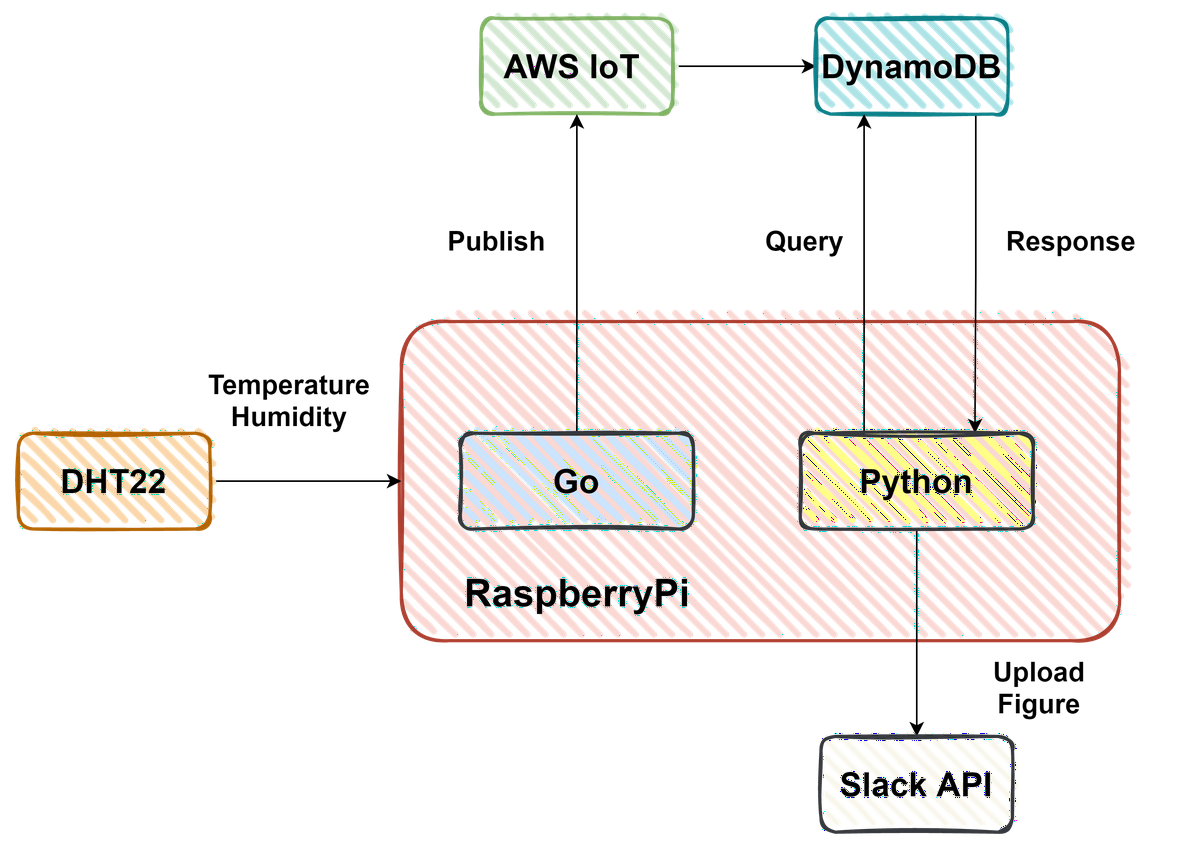 AWS IoT
DynamoDB
Publish
Query
Response
Temperature
Humidity
DHT22
Go
Python
RaspberryPi
Upload
Figure
Slack API